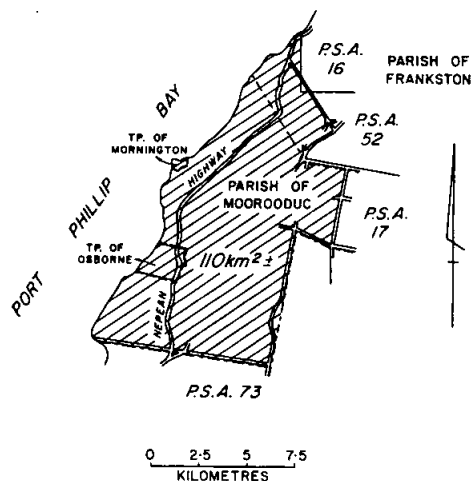 P.S.A.
16
PARISH OF
FRANKSTON
P.S.A.
52
PORT PHILLIP BAY
TP. OF
MORNINGTON
HIGHWAY
PARISH OF
MOOROODUC
P.S.A.
17
TP. OF
OSBORNE
110km² ±
NEPEAN
P.S.A. 73
0 2·5 5 7·5
KILOMETRES